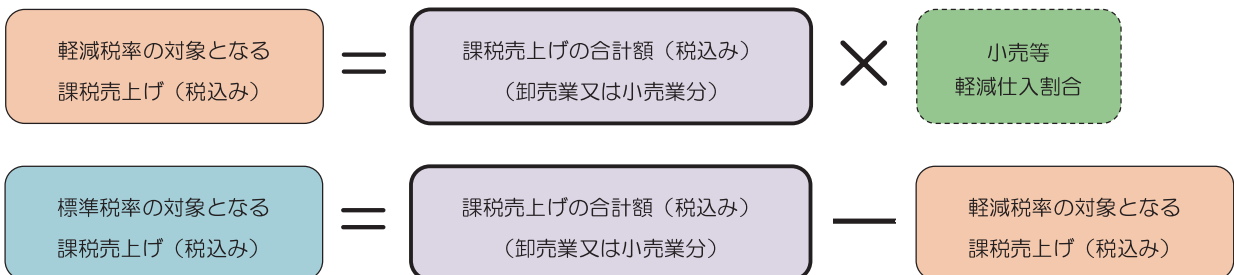 軽減税率の対象となる
課税売上げ（税込み）
＝
課税売上げの合計額（税込み）
（卸売業又は小売業分）
×
小売等
軽減仕入割合
標準税率の対象となる
課税売上げ（税込み）
＝
課税売上げの合計額（税込み）
（卸売業又は小売業分）
－
軽減税率の対象となる
課税売上げ（税込み）